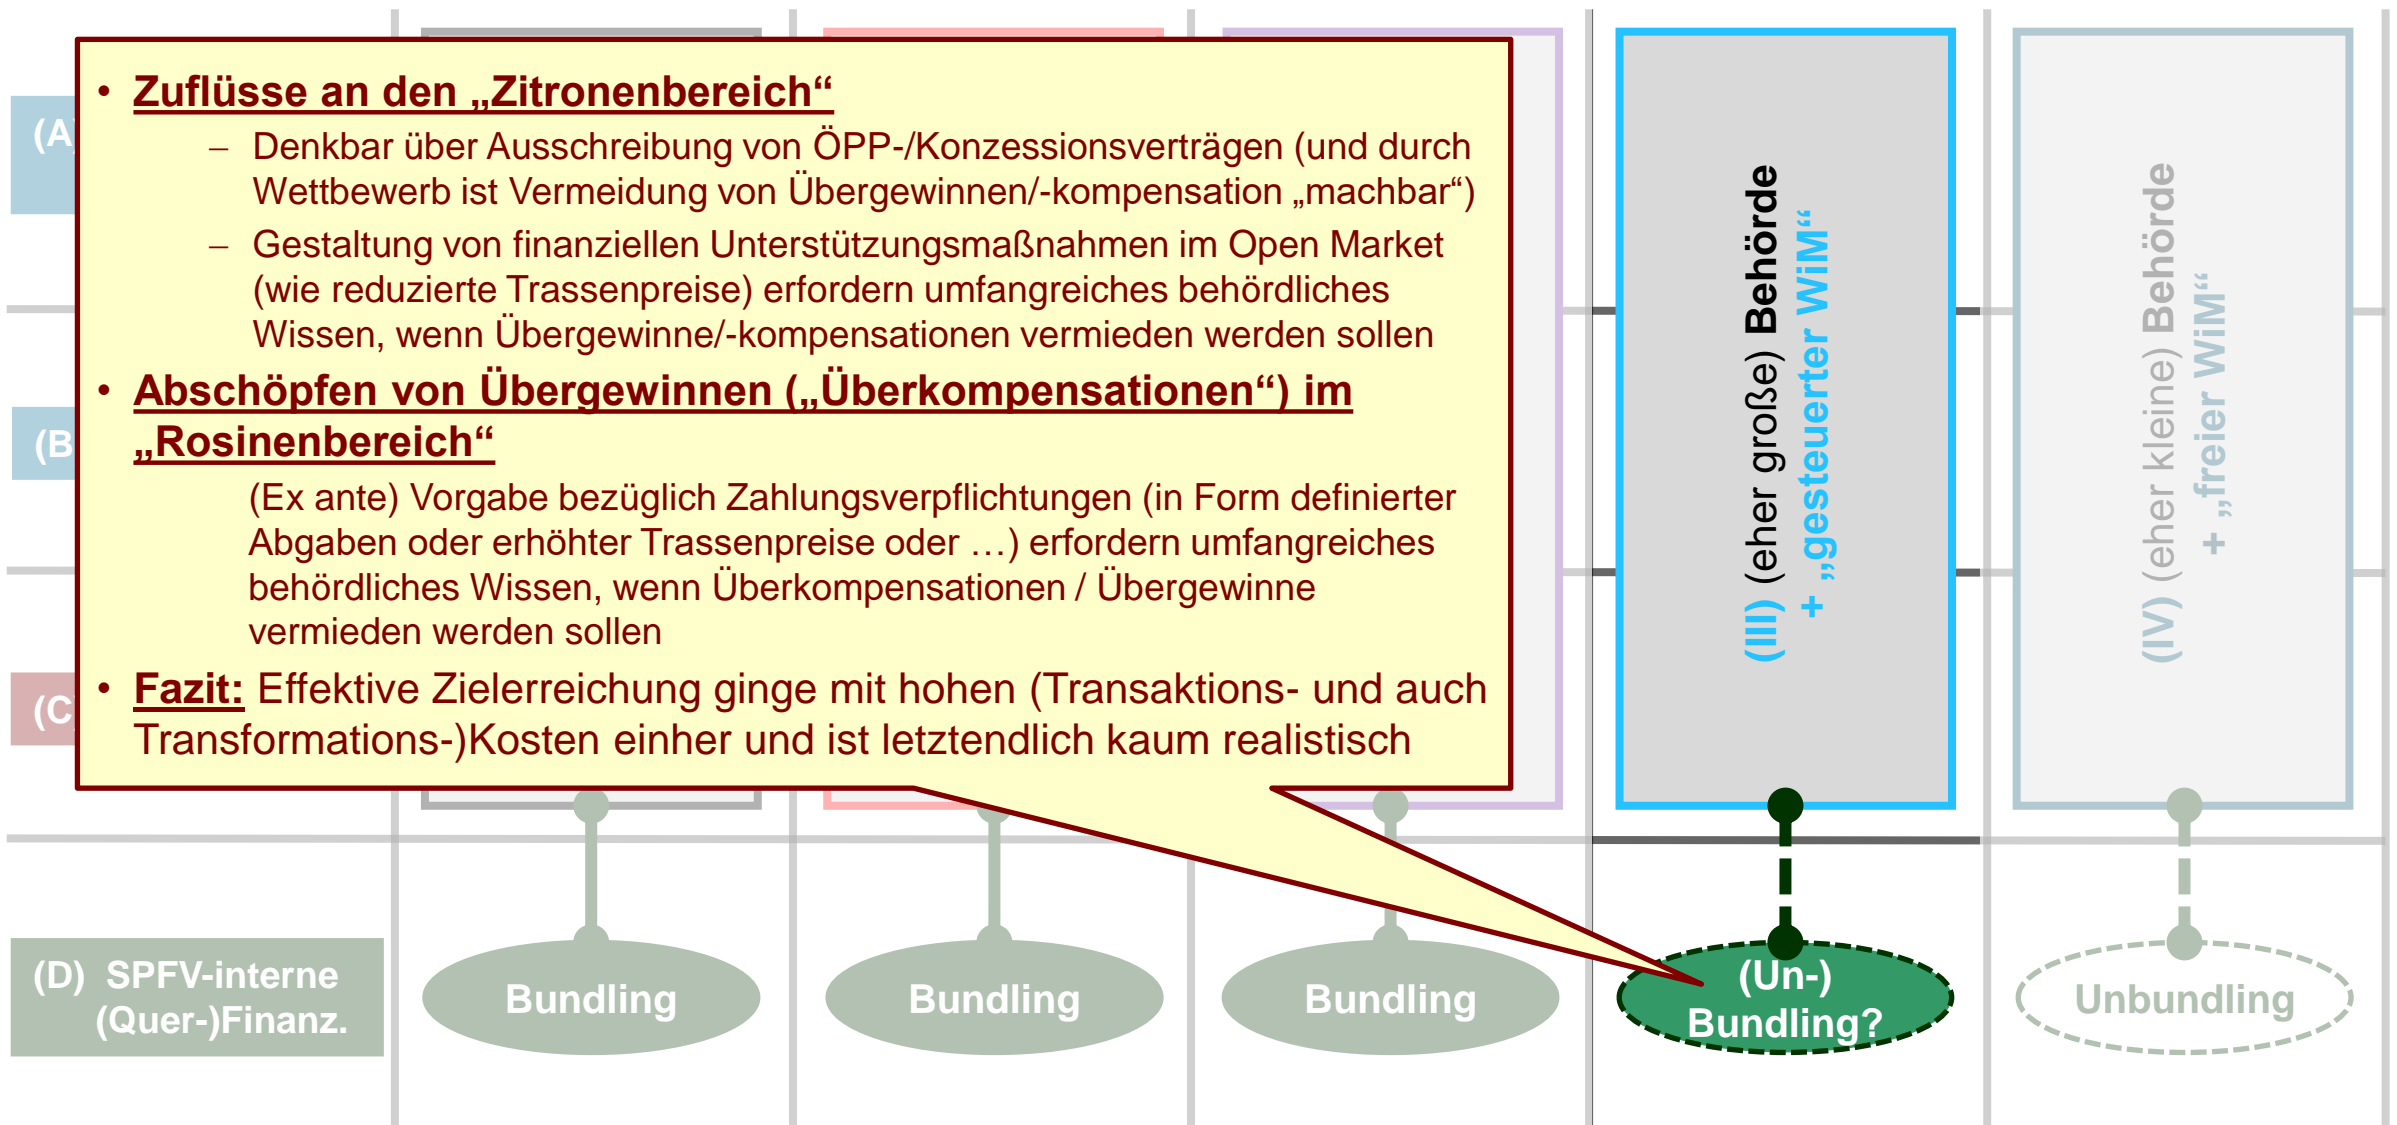 • Zuflüsse an den „Zitronenbereich“
– Denkbar über Ausschreibung von ÖPP-/Konzessionsverträgen (und durch
Wettbewerb ist Vermeidung von Übergewinnen/-kompensation „machbar“)
– Gestaltung von finanziellen Unterstützungsmaßnahmen im Open Market
(wie reduzierte Trassenpreise) erfordern umfangreiches behördliches
Wissen, wenn Übergewinne/-kompensationen vermieden werden sollen
• Abschöpfen von Übergewinnen („Überkompensationen“) im
„Rosinenbereich“
(Ex ante) Vorgabe bezüglich Zahlungsverpflichtungen (in Form definierter
Abgaben oder erhöhter Trassenpreise oder …) erfordern umfangreiches
behördliches Wissen, wenn Überkompensationen / Übergewinne
vermieden werden sollen
• Fazit: Effektive Zielerreichung ginge mit hohen (Transaktions- und auch
Transformations-)Kosten einher und ist letztendlich kaum realistisch
(A)
(B
(C
(III) (eher große) Behörde
+ „gesteuerter WiM“
(IV) (eher kleine) Behörde
+ „freier WiM“
(D) SPFV-interne
(Quer-)Finanz.
Bundling
Bundling
Bundling
(Un-)
Bundling?
Unbundling